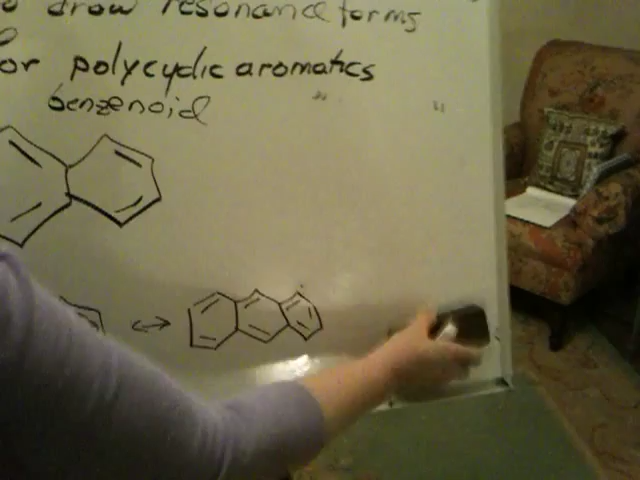 o draw resonance forms
or polycyclic aromatics
benzenoid " "